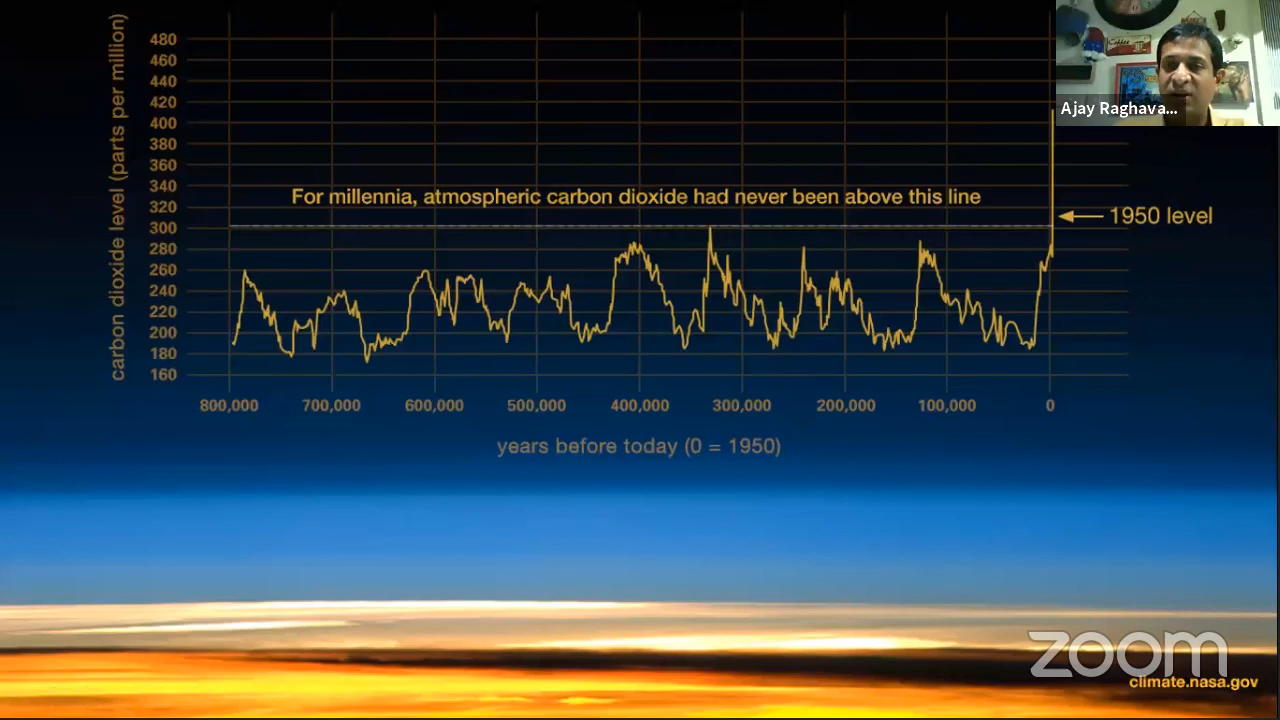 carbon dioxide level (parts per million)
480
460
440
420
400
380
360
340
320
300
280
260
240
220
200
180
160
For millennia, atmospheric carbon dioxide had never been above this line
1950 level
800,000 700,000 600,000 500,000 400,000 300,000 200,000 100,000 0
years before today (0 = 1950)
Ajay Raghava...
zoom
climate.nasa.gov